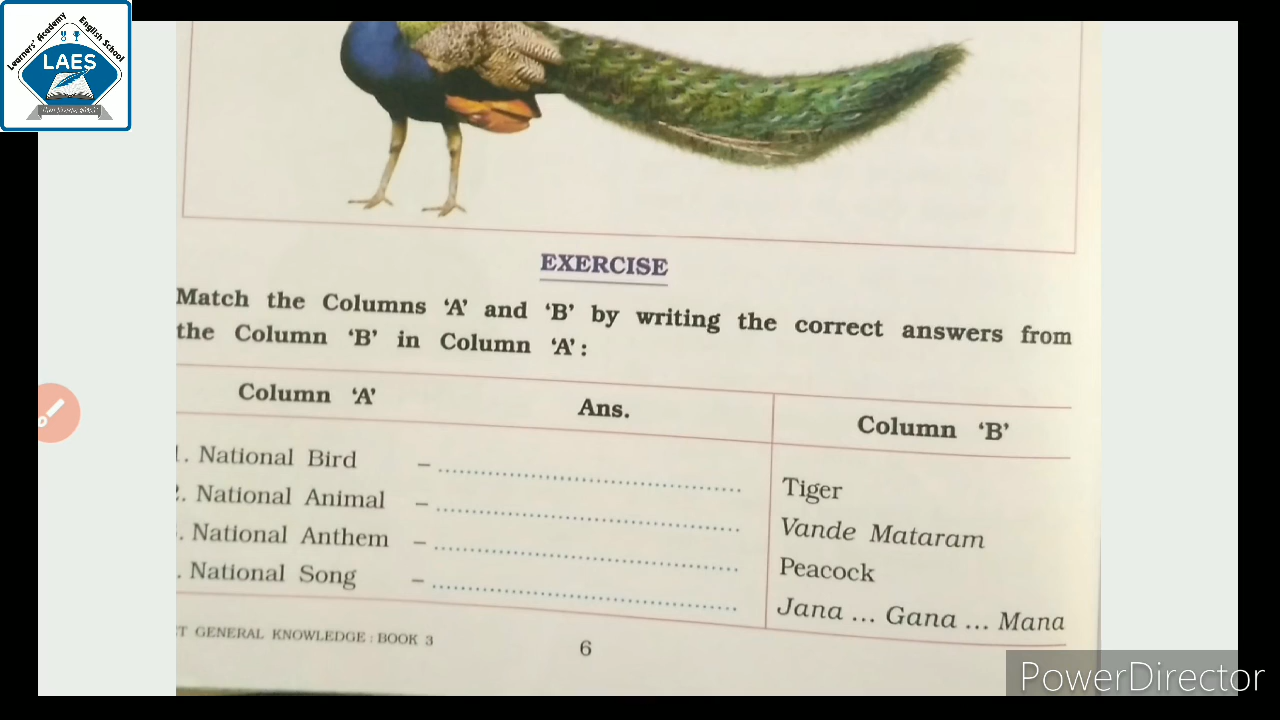 Learners' Academy English School
LAES
EXERCISE
Match the Columns ‘A’ and ‘B’ by writing the correct answers from
the Column ‘B’ in Column ‘A’ :
Column ‘A’ Ans. Column ‘B’
1. National Bird – ........................................ Tiger
2. National Animal – ........................................ Vande Mataram
. National Anthem – ........................................ Peacock
. National Song – ........................................ Jana ... Gana ... Mana
T GENERAL KNOWLEDGE : BOOK 3 6
PowerDirector